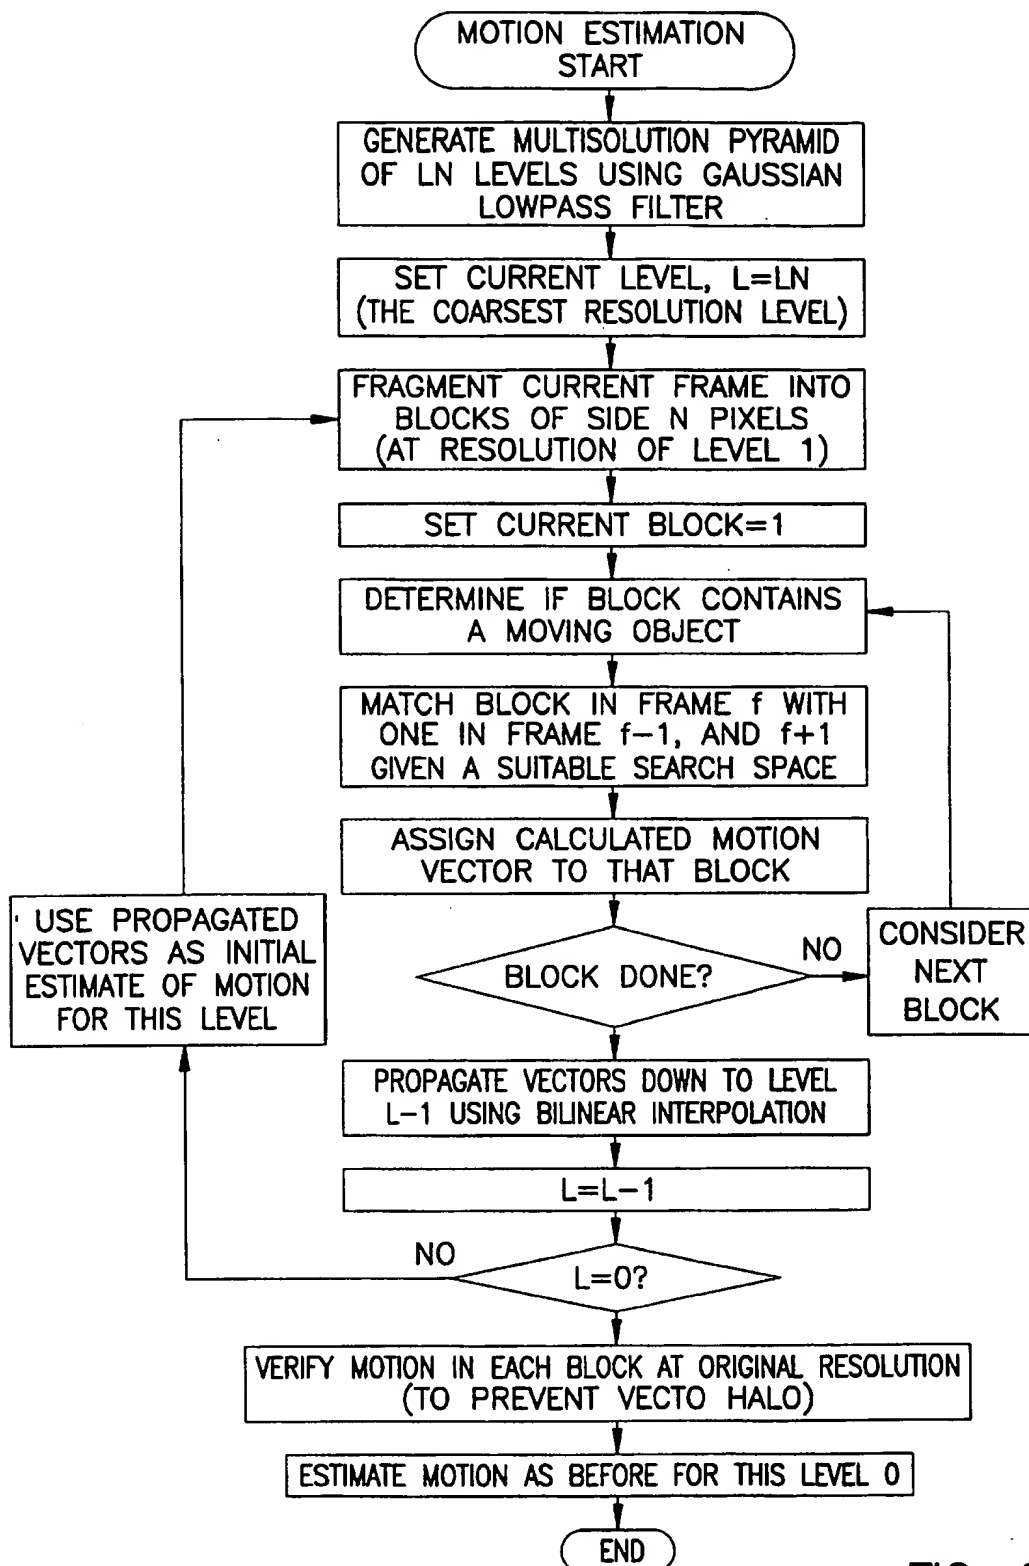 MOTION ESTIMATION
START
GENERATE MULTISOLUTION PYRAMID
OF LN LEVELS USING GAUSSIAN
LOWPASS FILTER
SET CURRENT LEVEL, L=LN
(THE COARSEST RESOLUTION LEVEL)
FRAGMENT CURRENT FRAME INTO
BLOCKS OF SIDE N PIXELS
(AT RESOLUTION OF LEVEL 1)
SET CURRENT BLOCK=1
DETERMINE IF BLOCK CONTAINS
A MOVING OBJECT
MATCH BLOCK IN FRAME f WITH
ONE IN FRAME f-1, AND f+1
GIVEN A SUITABLE SEARCH SPACE
ASSIGN CALCULATED MOTION
VECTOR TO THAT BLOCK
USE PROPAGATED
VECTORS AS INITIAL
ESTIMATE OF MOTION
FOR THIS LEVEL
BLOCK DONE?
NO
CONSIDER
NEXT
BLOCK
PROPAGATE VECTORS DOWN TO LEVEL
L-1 USING BILINEAR INTERPOLATION
L=L-1
NO
L=0?
VERIFY MOTION IN EACH BLOCK AT ORIGINAL RESOLUTION
(TO PREVENT VECTO HALO)
ESTIMATE MOTION AS BEFORE FOR THIS LEVEL 0
END